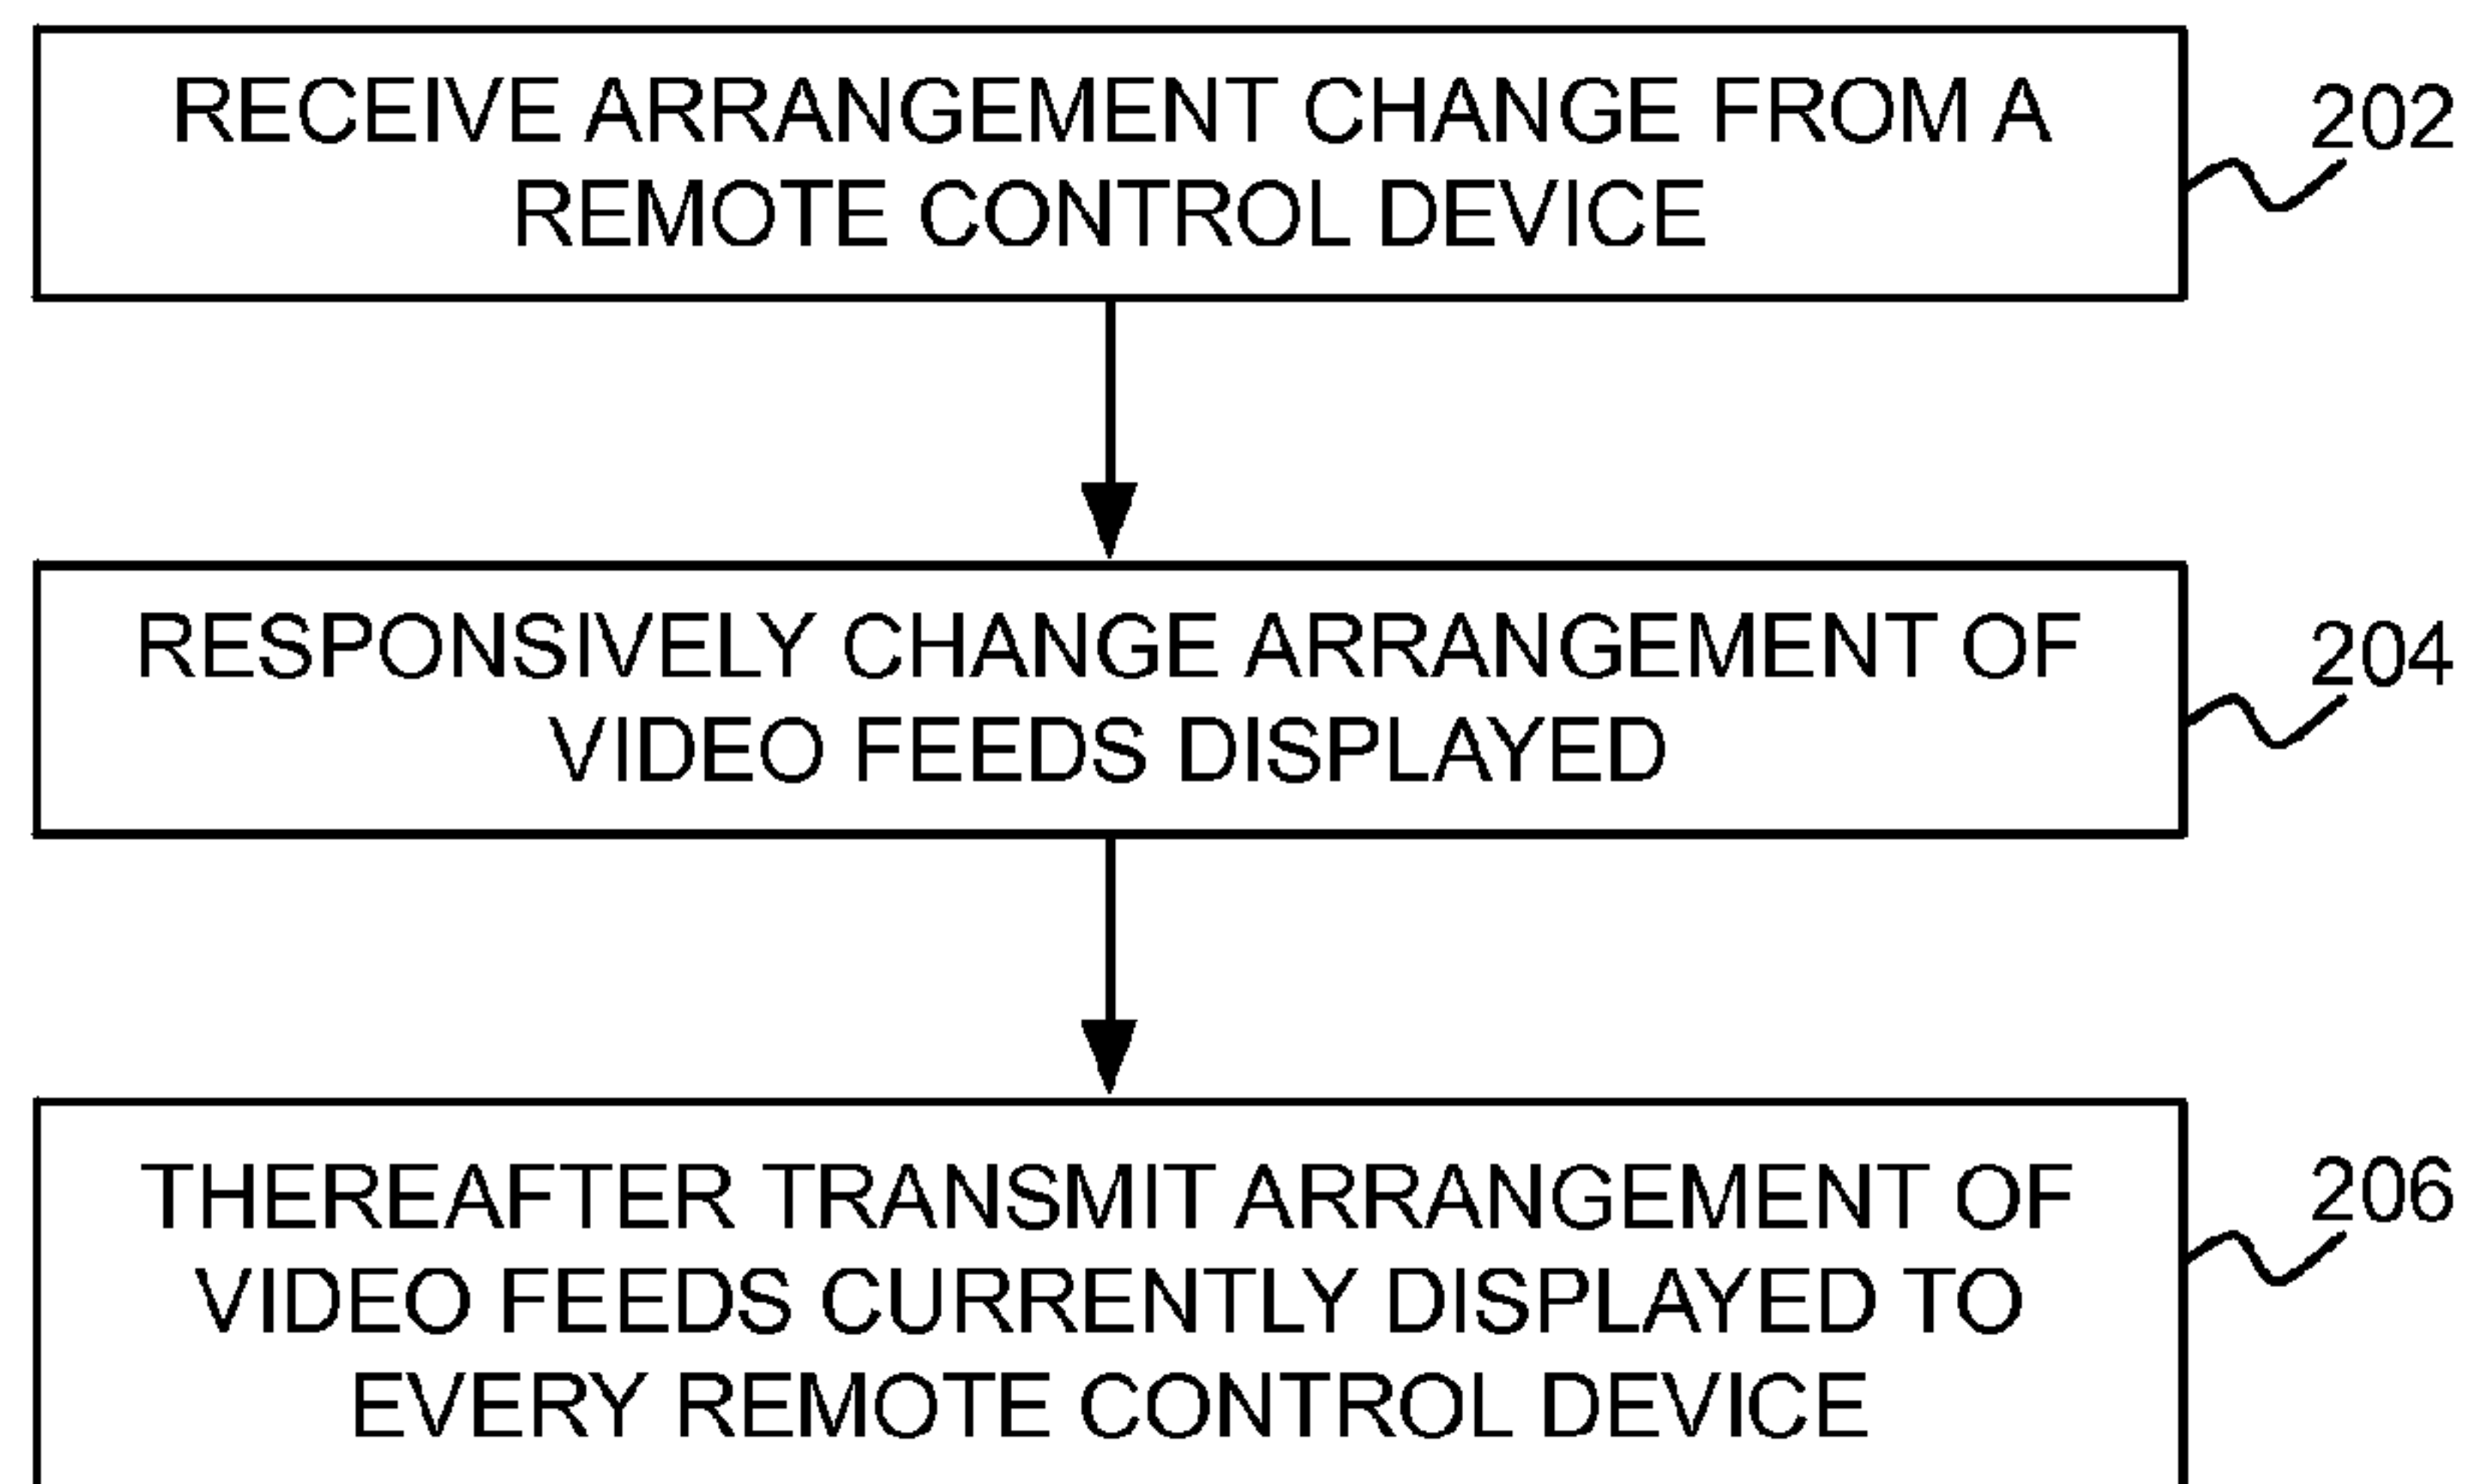 RECEIVE ARRANGEMENT CHANGE FROM A
REMOTE CONTROL DEVICE
202
RESPONSIVELY CHANGE ARRANGEMENT OF
VIDEO FEEDS DISPLAYED
204
THEREAFTER TRANSMIT ARRANGEMENT OF
VIDEO FEEDS CURRENTLY DISPLAYED TO
EVERY REMOTE CONTROL DEVICE
206